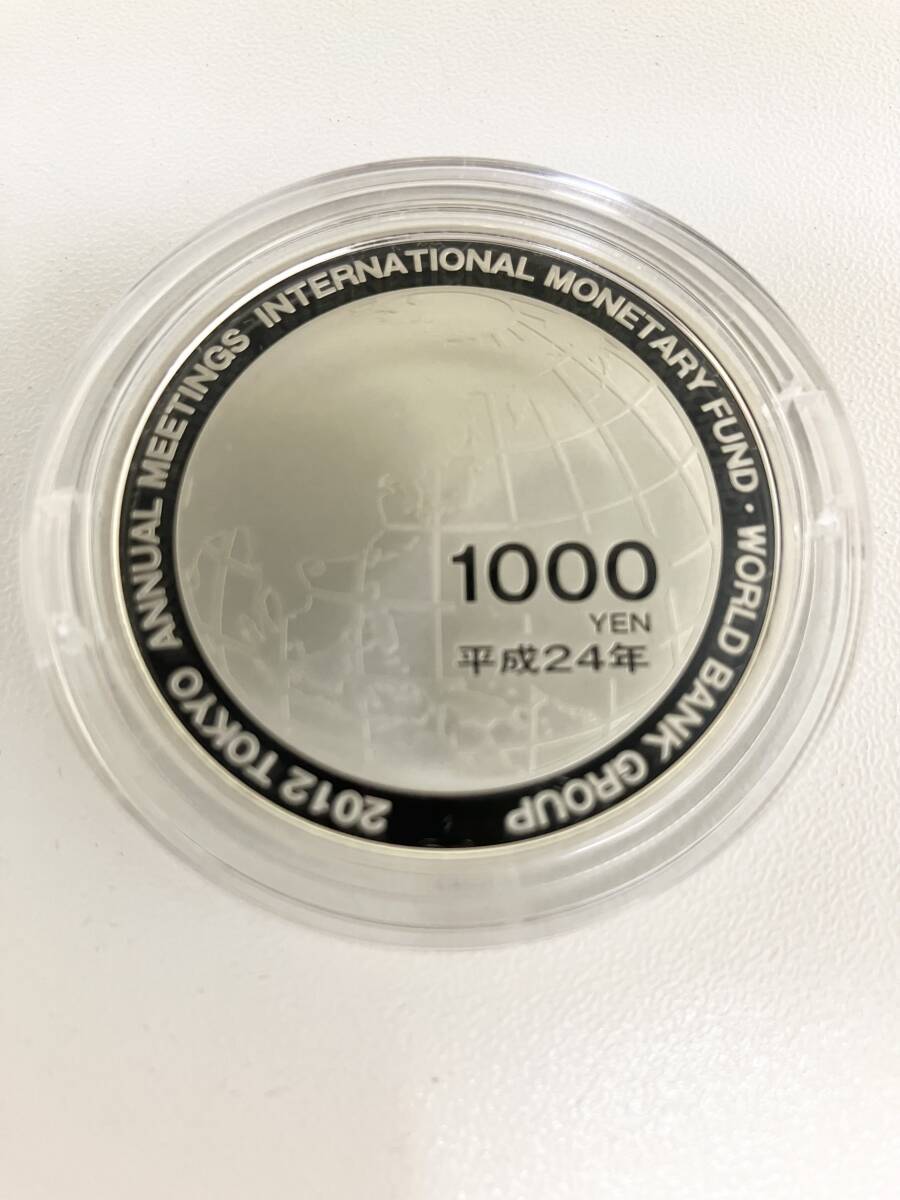 2012 TOKYO ANNUAL MEETINGS INTERNATIONAL MONETARY FUND・WORLD BANK GROUP
1000
YEN
平成24年